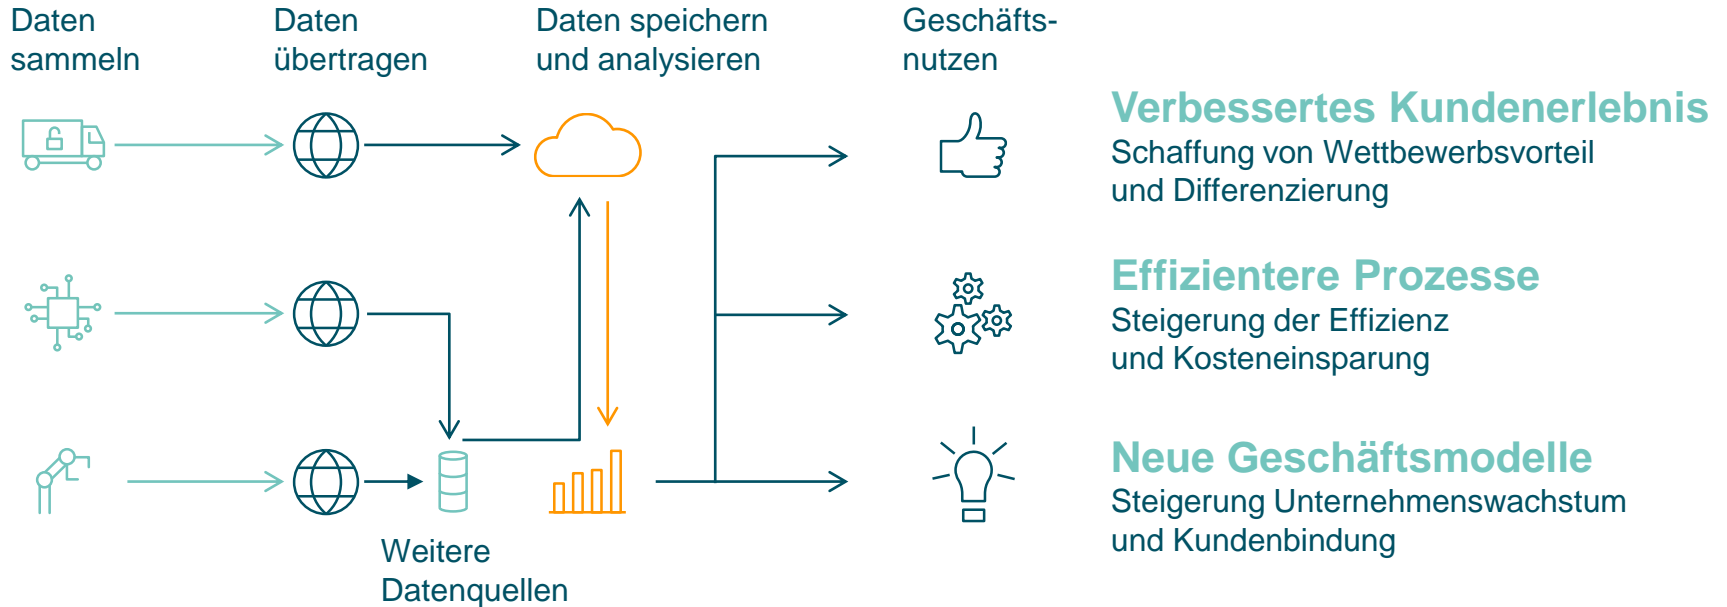 Daten
sammeln
Daten
übertragen
Daten speichern
und analysieren
Geschäfts-
nutzen
Verbessertes Kundenerlebnis
Schaffung von Wettbewerbsvorteil
und Differenzierung
Effizientere Prozesse
Steigerung der Effizienz
und Kosteneinsparung
Neue Geschäftsmodelle
Steigerung Unternehmenswachstum
und Kundenbindung
Weitere
Datenquellen